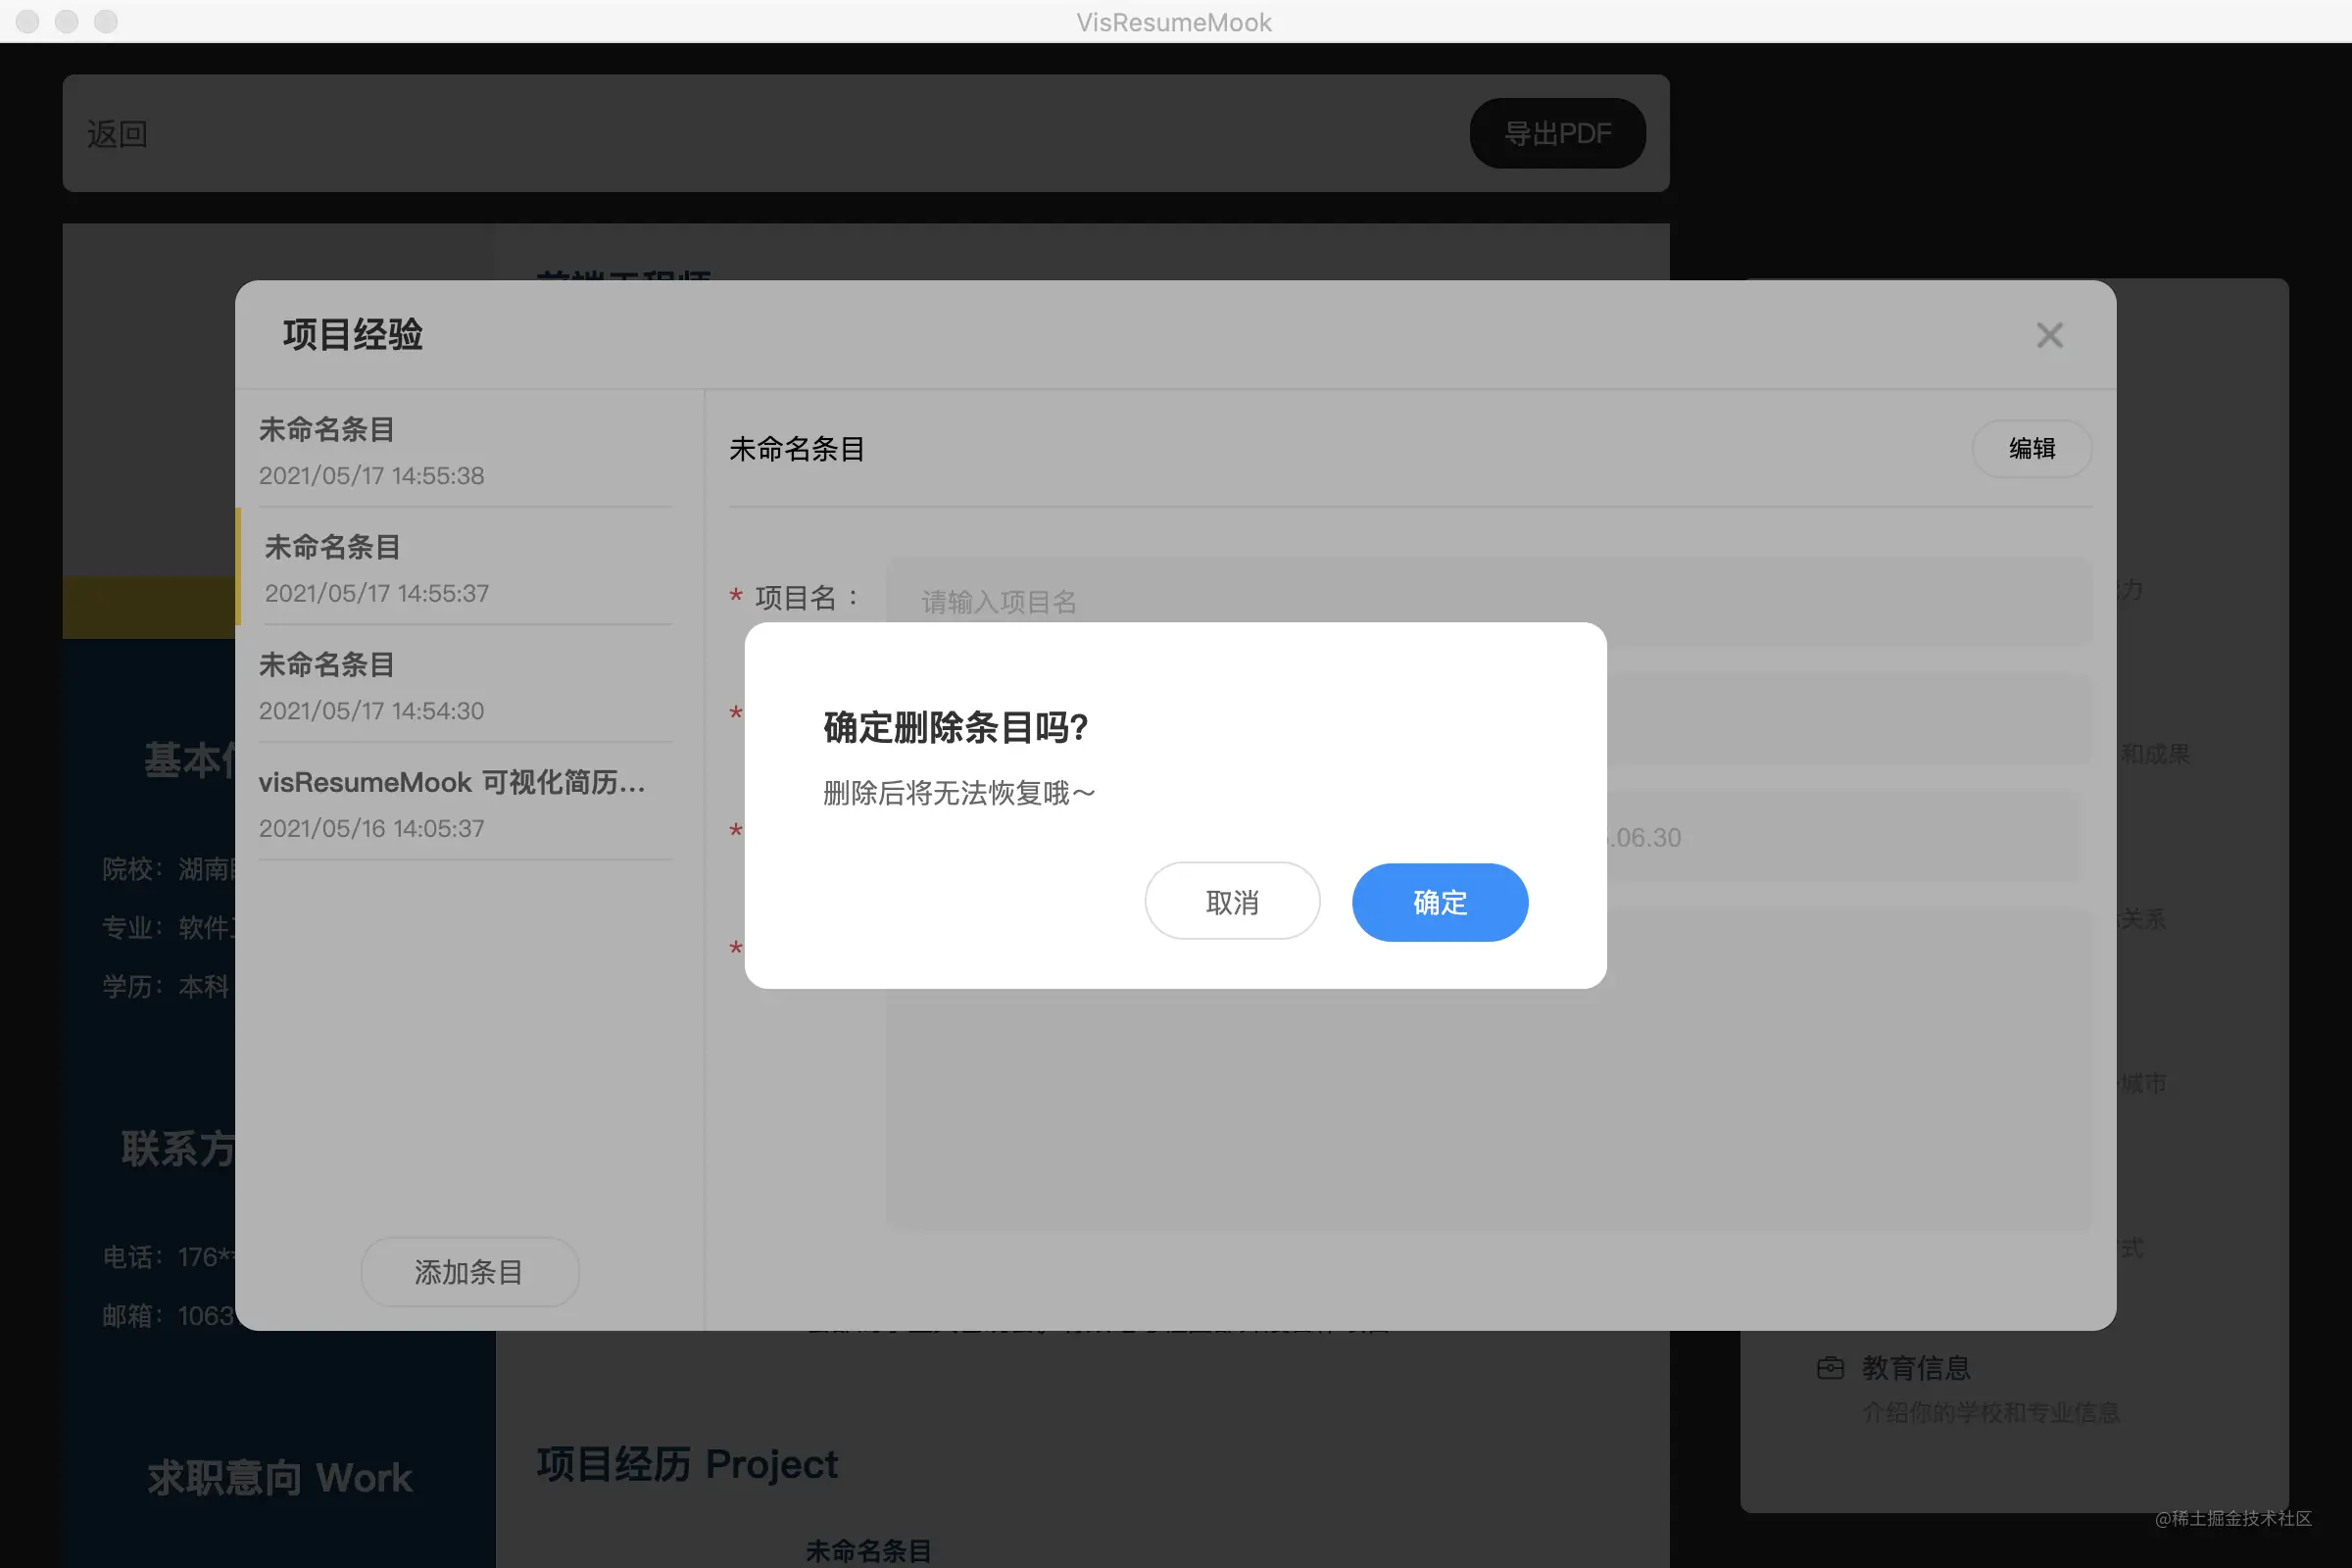 VisResumeMook
返回
导出PDF
前端工程师
项目经验
未命名条目
2021/05/17 14:55:38
未命名条目
2021/05/17 14:55:37
未命名条目
2021/05/17 14:54:30
visResumeMook 可视化简历...
2021/05/16 14:05:37
添加条目
未命名条目
编辑
* 项目名：
请输入项目名
*
*
.06.30
*
确定删除条目吗?
删除后将无法恢复哦～
取消
确定
基本
院校：湖南
专业：软件
学历：本科
联系方
电话：176*
邮箱：1063
求职意向 Work
项目经历 Project
未命名条目
力
和成果
关系
城市
式
教育信息
介绍你的学校和专业信息
@稀土掘金技术社区